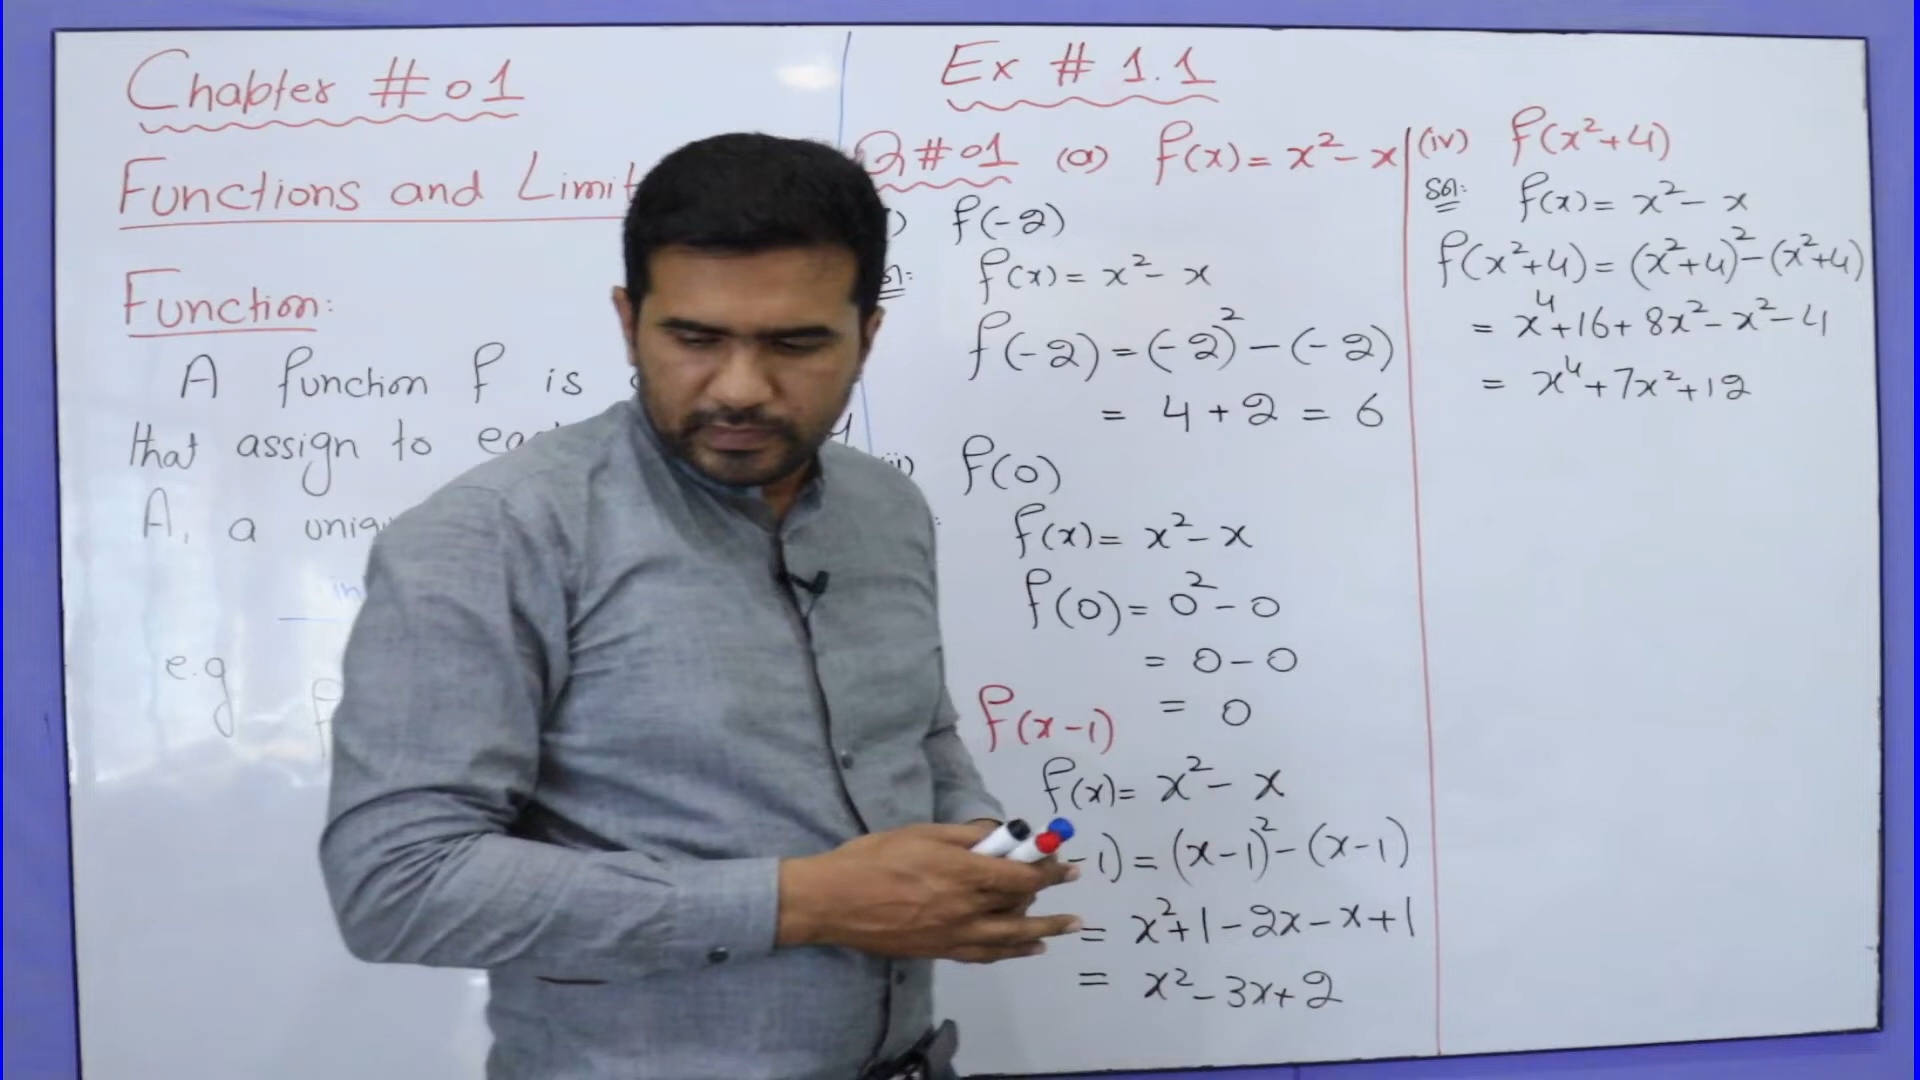 Chapter # 01
Functions and Limit
Function:
A function f is
that assign to
A, a
e.g
Ex # 1.1
Q # 01 (a) f(x) = x² - x
f(-2)
f(x) = x² - x
f(-2) = (-2)² - (-2)
= 4 + 2 = 6
f(0)
f(x) = x² - x
f(0) = 0² - 0
= 0 - 0
= 0
f(x-1)
f(x) = x² - x
-1) = (x-1)² - (x-1)
= x² + 1 - 2x - x + 1
= x² - 3x + 2
(iv) f(x²+4)
Sol: f(x) = x² - x
f(x²+4) = (x²+4)² - (x²+4)
= x⁴ + 16 + 8x² - x² - 4
= x⁴ + 7x² + 12